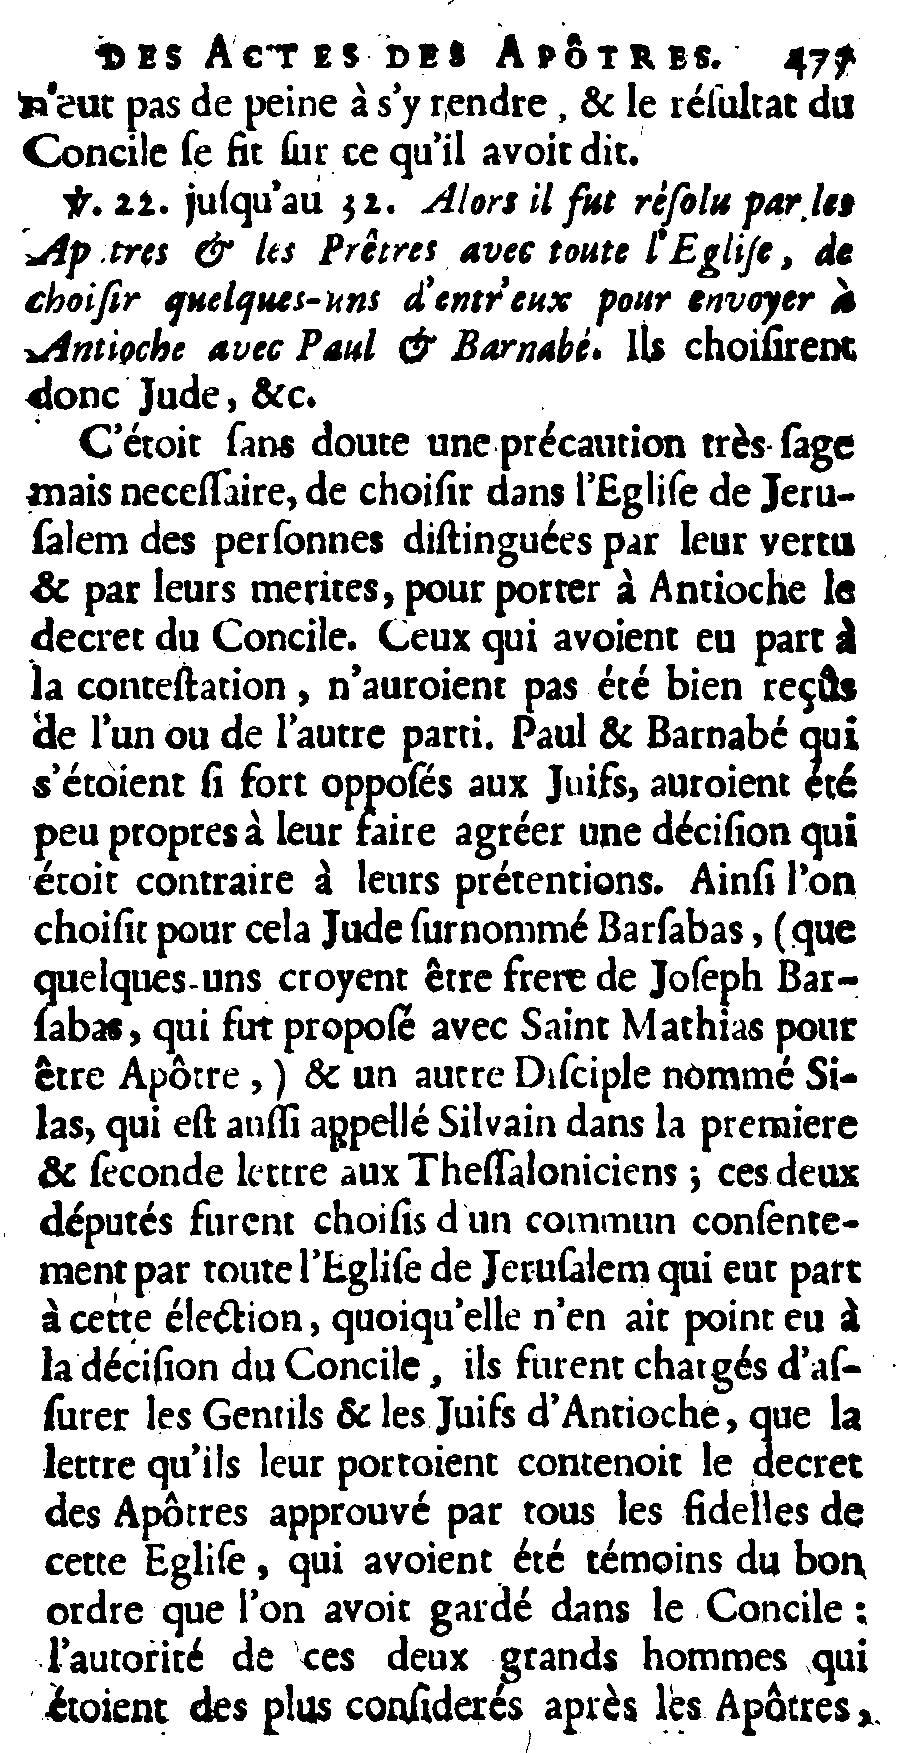 DES ACTES DES APÔTRES. 477
n'eut pas de peine à s'y rendre, & le réſultat du
Concile ſe fit ſur ce qu'il avoit dit.
℣. 22. juſqu'au 32. Alors il fut réſolu par les
Ap tres & les Prêtres avec toute l'Egliſe, de
choiſir quelques-uns d'entr'eux pour envoyer à
Antioche avec Paul & Barnabé. Ils choiſirent
donc Jude, &c.
C'étoit ſans doute une précaution très-ſage
mais neceſſaire, de choiſir dans l'Egliſe de Jeru-
ſalem des perſonnes diſtinguées par leur vertu
& par leurs merites, pour porter à Antioche le
decret du Concile. Ceux qui avoient eu part à
la conteſtation, n'auroient pas été bien reçûs
de l'un ou de l'autre parti. Paul & Barnabé qui
s'étoient ſi fort oppoſés aux Juifs, auroient été
peu propres à leur faire agréer une déciſion qui
étoit contraire à leurs prétentions. Ainſi l'on
choiſit pour cela Jude ſurnommé Barſabas, (que
quelques-uns croyent être frere de Joſeph Bar-
ſabas, qui fut propoſé avec Saint Mathias pour
être Apôtre,) & un autre Diſciple nommé Si-
las, qui eſt auſſi appellé Silvain dans la premiere
& ſeconde lettre aux Theſſaloniciens; ces deux
députés furent choiſis d'un commun conſente-
ment par toute l'Egliſe de Jeruſalem qui eut part
à cette élection, quoiqu'elle n'en ait point eu à
la déciſion du Concile, ils furent chargés d'aſ-
ſurer les Gentils & les Juifs d'Antioche, que la
lettre qu'ils leur portoient contenoit le decret
des Apôtres approuvé par tous les fidelles de
cette Egliſe, qui avoient été témoins du bon
ordre que l'on avoit gardé dans le Concile:
l'autorité de ces deux grands hommes qui
étoient des plus conſiderés après les Apôtres,